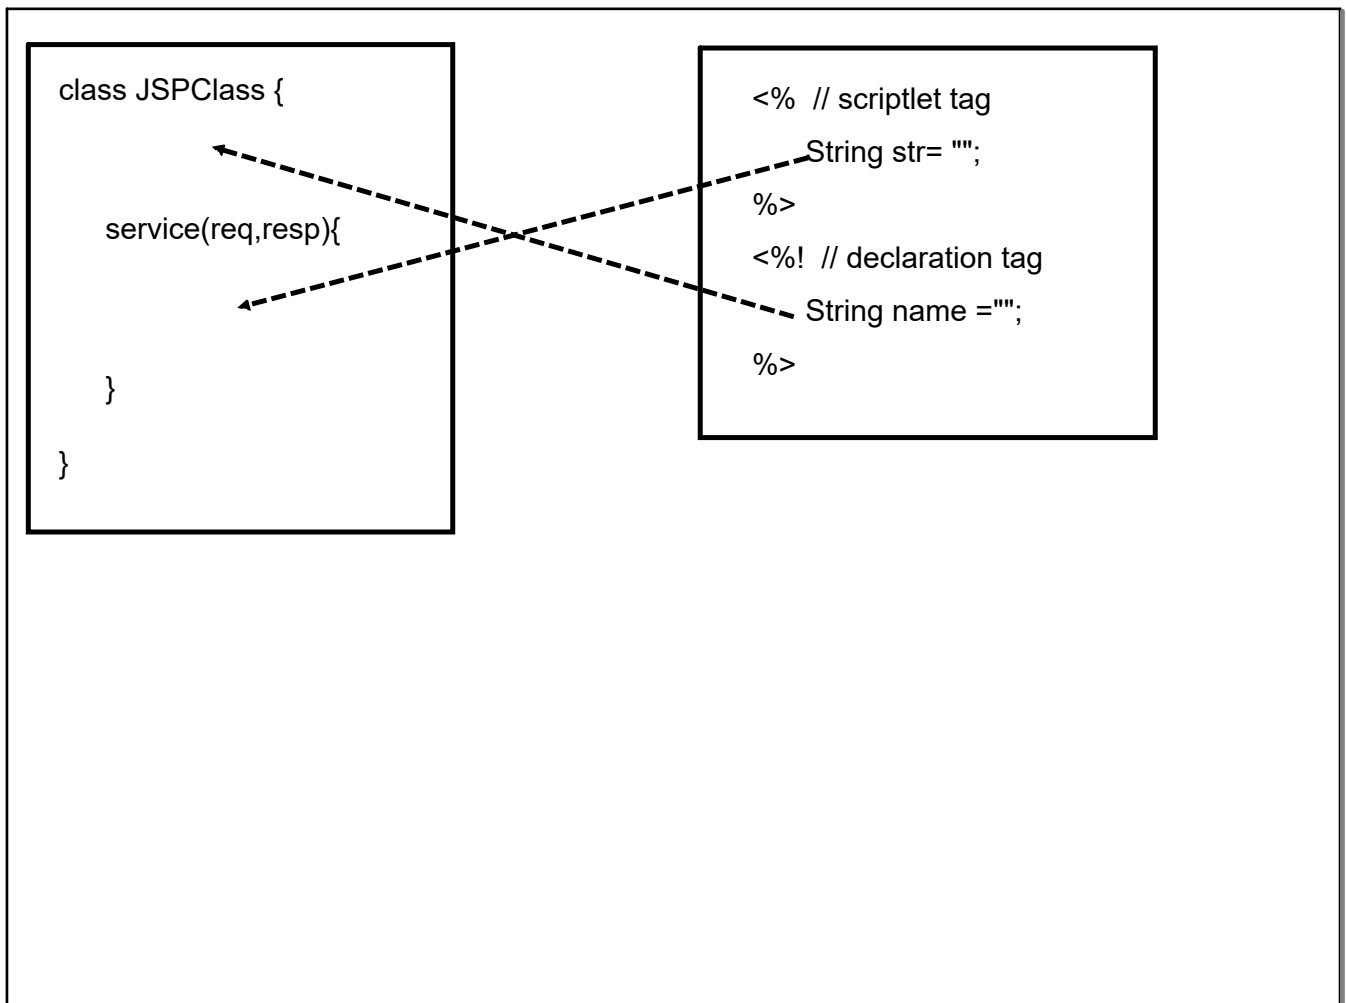 class JSPClass {
service(req,resp){
}
}
<% // scriptlet tag
String str= "";
%>
<%! // declaration tag
String name ="";
%>